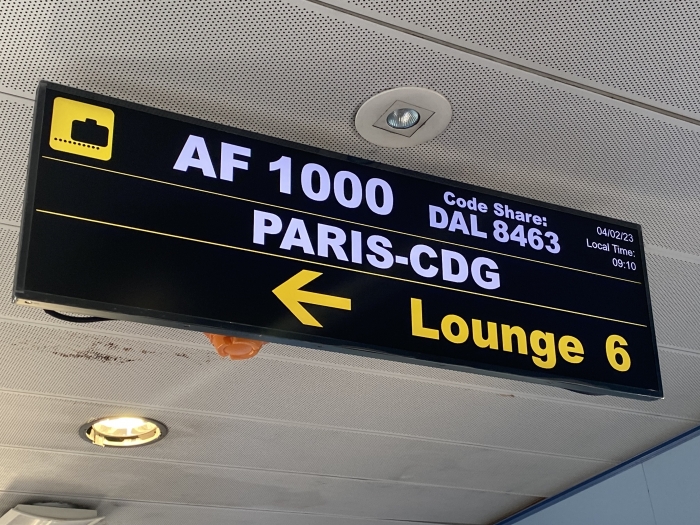 AF 1000
Code Share:
DAL 8463
04/02/23
Local Time:
09:10
PARIS-CDG
Lounge 6